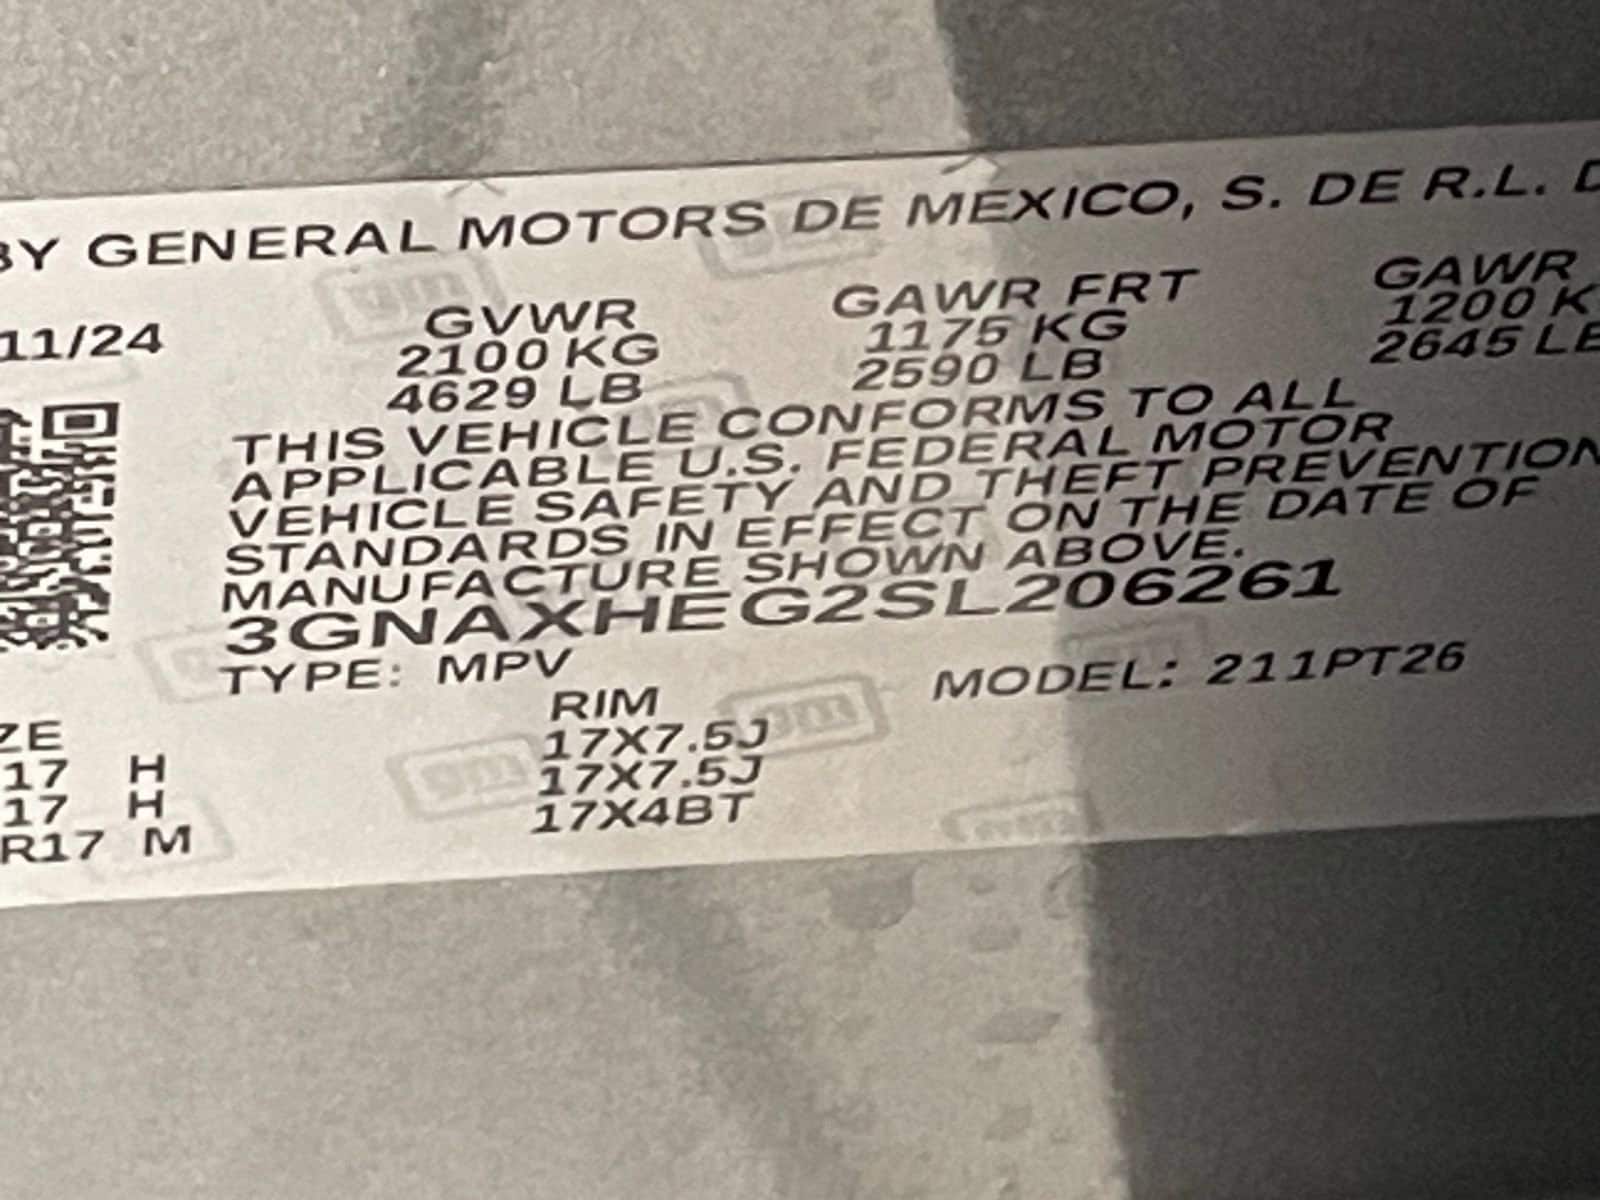 BY GENERAL MOTORS DE MEXICO, S. DE R.L. D
11/24 GVWR GAWR FRT GAWR
2100 KG 1175 KG 1200 K
4629 LB 2590 LB 2645 LB
THIS VEHICLE CONFORMS TO ALL
APPLICABLE U.S. FEDERAL MOTOR
VEHICLE SAFETY AND THEFT PREVENTION
STANDARDS IN EFFECT ON THE DATE OF
MANUFACTURE SHOWN ABOVE.
3GNAXHEG2SL206261
TYPE: MPV MODEL: 211PT26
ZE RIM
17 H 17X7.5J
17 H 17X7.5J
R17 M 17X4BT